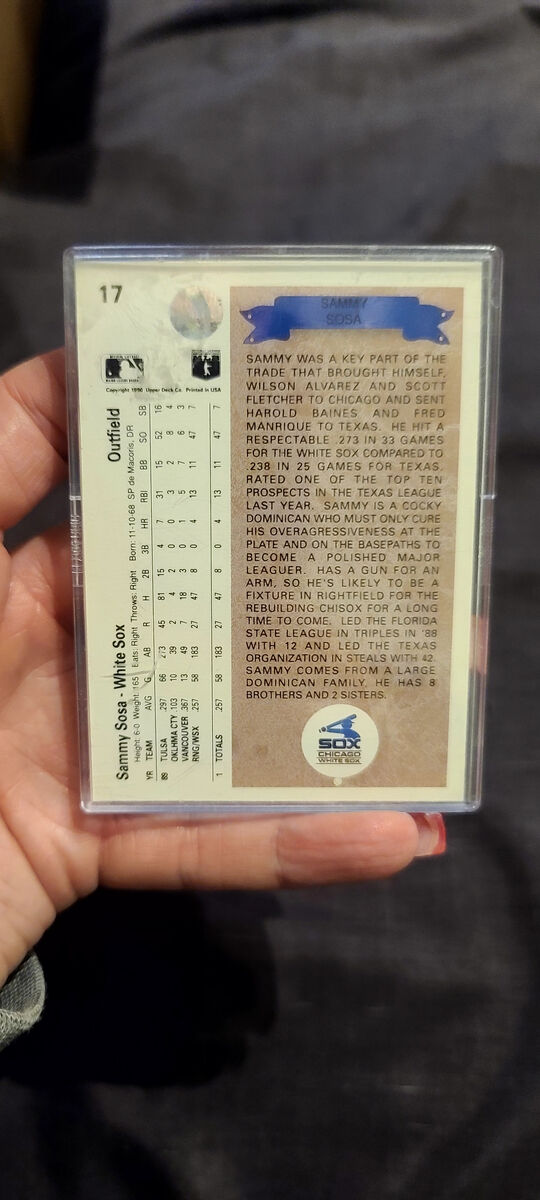 17
SAMMY
SOSA
SAMMY WAS A KEY PART OF THE
TRADE THAT BROUGHT HIMSELF,
WILSON ALVAREZ AND SCOTT
FLETCHER TO CHICAGO AND SENT
HAROLD BAINES AND FRED
MANRIQUE TO TEXAS. HE HIT A
RESPECTABLE .273 IN 33 GAMES
FOR THE WHITE SOX COMPARED TO
.238 IN 25 GAMES FOR TEXAS.
RATED ONE OF THE TOP TEN
PROSPECTS IN THE TEXAS LEAGUE
LAST YEAR. SAMMY IS A COCKY
DOMINICAN WHO MUST ONLY CURE
HIS OVERAGRESSIVENESS AT THE
PLATE AND ON THE BASEPATHS TO
BECOME A POLISHED MAJOR
LEAGUER. HAS A GUN FOR AN
ARM, SO HE'S LIKELY TO BE A
FIXTURE IN RIGHTFIELD FOR THE
REBUILDING CHISOX FOR A LONG
TIME TO COME. LED THE FLORIDA
STATE LEAGUE IN TRIPLES IN '88
WITH 12 AND LED THE TEXAS
ORGANIZATION IN STEALS WITH 42.
SAMMY COMES FROM A LARGE
DOMINICAN FAMILY, HE HAS 8
BROTHERS AND 2 SISTERS.
SOX
CHICAGO
WHITE SOX
Copyright 1990 Upper Deck Co. Printed in USA
Sammy Sosa - White Sox Outfield
Height: 6-0 Weight: 165 Bats: Right Throws: Right Born: 11-10-68 SP de Macoris, DR
YR TEAM AVG G AB R H 2B 3B HR RBI BB SO SB
89 TULSA .297 66 273 45 81 15 4 7 31 15 52 16
OKLHMA CTY .103 10 39 2 4 2 0 0 3 2 8 4
VANCOUVER .367 13 49 7 18 3 0 1 5 7 6 3
RNG/WSX .257 58 183 27 47 8 0 4 13 11 47 7
1 TOTALS .257 58 183 27 47 8 0 4 13 11 47 7